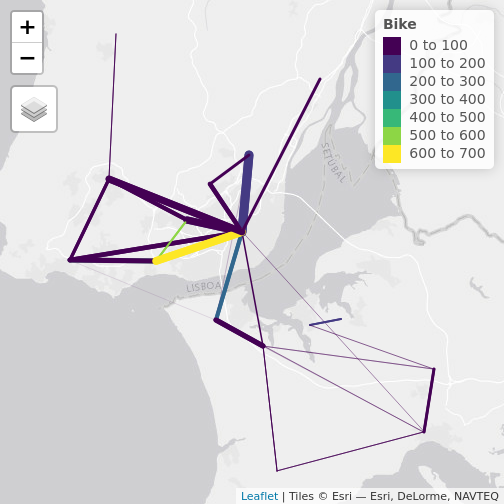 +
−
Bike
0 to 100
100 to 200
200 to 300
300 to 400
400 to 500
500 to 600
600 to 700
SETUBAL
LISBOA
Leaflet | Tiles © Esri — Esri, DeLorme, NAVTEQ